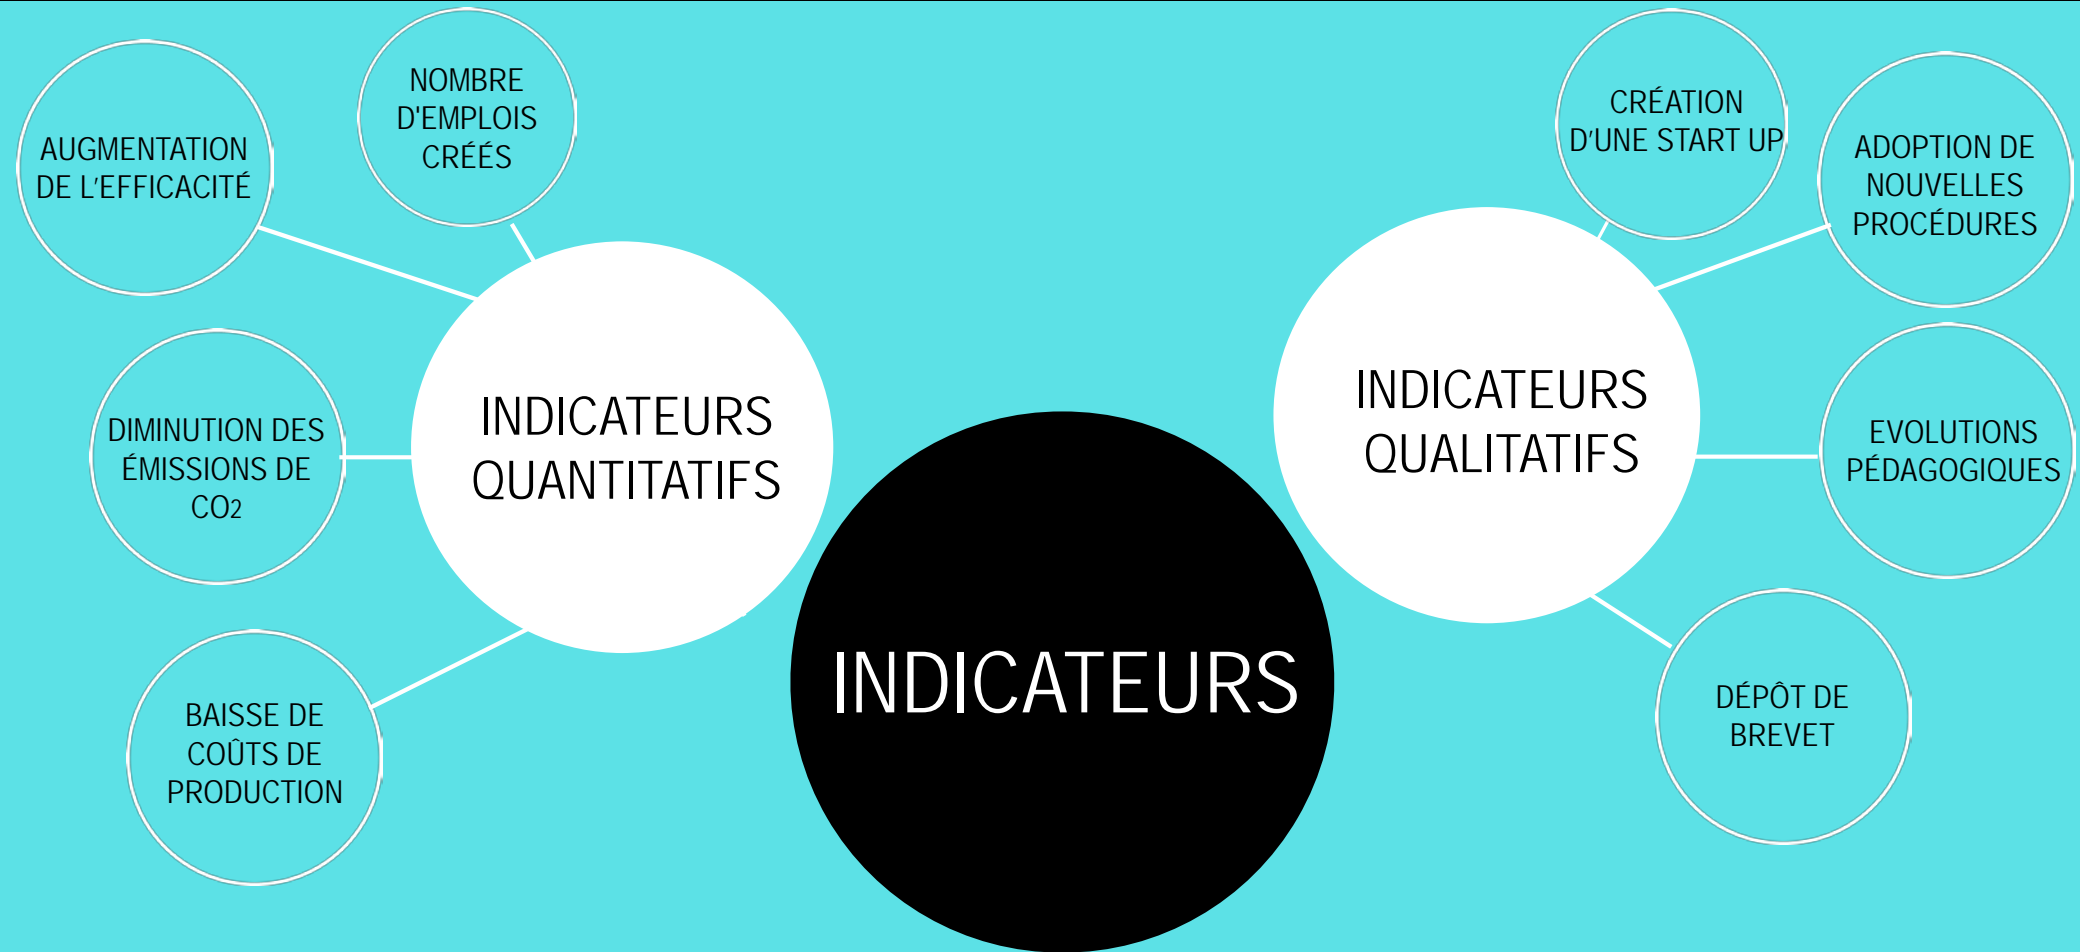 NOMBRE
D'EMPLOIS
CRÉÉS
AUGMENTATION
DE L'EFFICACITÉ
DIMINUTION DES
ÉMISSIONS DE
CO2
BAISSE DE
COÛTS DE
PRODUCTION
INDICATEURS
QUANTITATIFS
INDICATEURS
INDICATEURS
QUALITATIFS
CRÉATION
D'UNE START UP
ADOPTION DE
NOUVELLES
PROCÉDURES
EVOLUTIONS
PÉDAGOGIQUES
DÉPÔT DE
BREVET